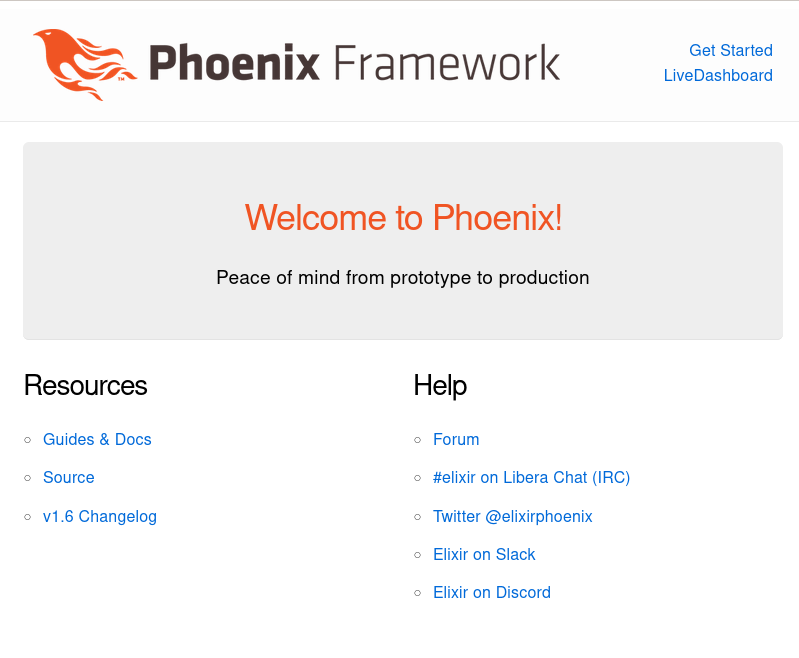 Phoenix Framework
™
Get Started
LiveDashboard
Welcome to Phoenix!
Peace of mind from prototype to production
Resources
Guides & Docs
Source
v1.6 Changelog
Help
Forum
#elixir on Libera Chat (IRC)
Twitter @elixirphoenix
Elixir on Slack
Elixir on Discord